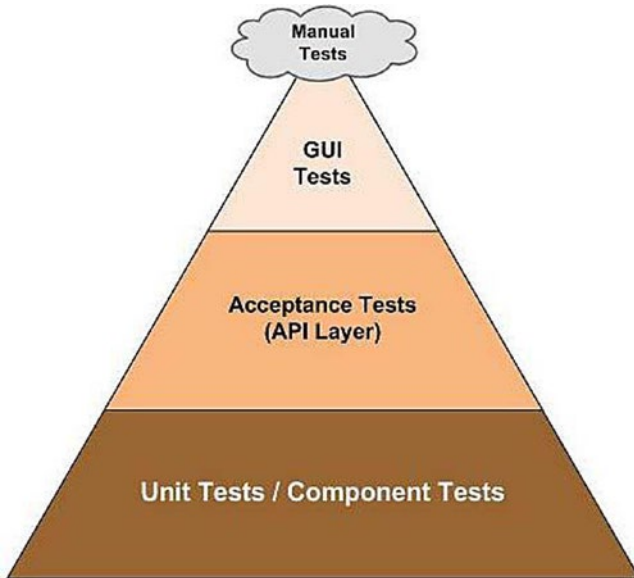 Manual
Tests
GUI
Tests
Acceptance Tests
(API Layer)
Unit Tests / Component Tests